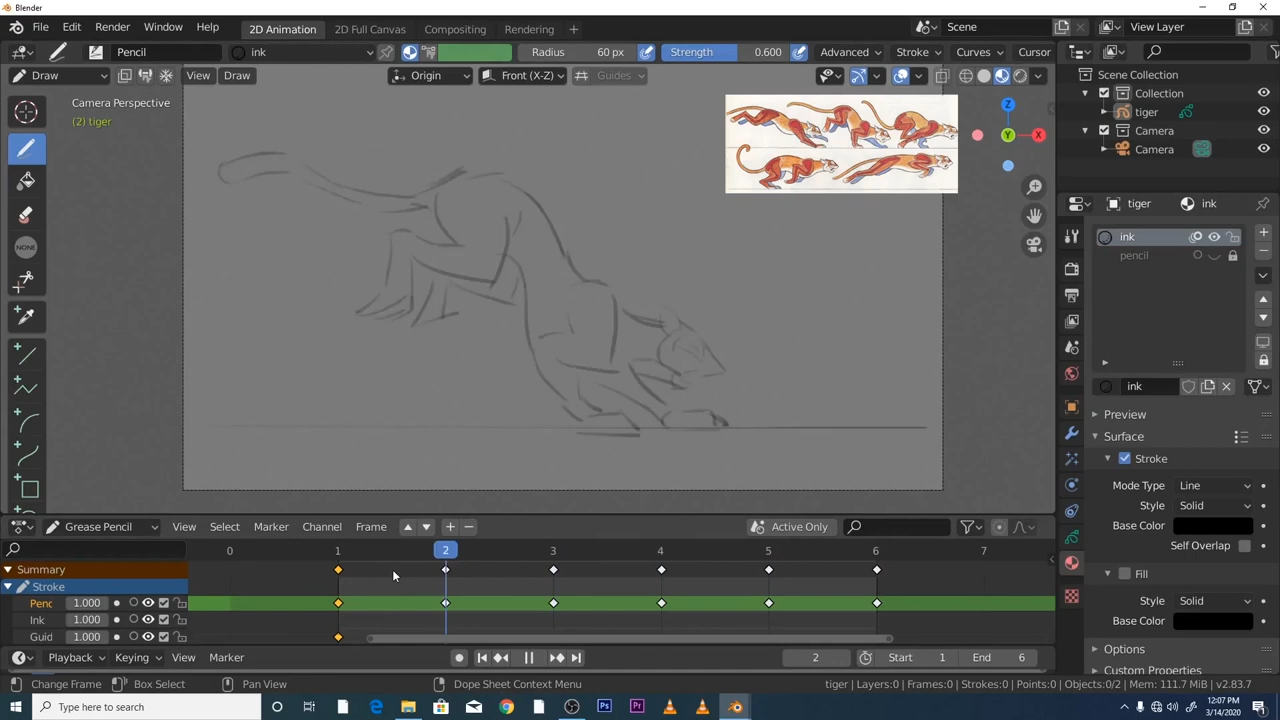 Blender
File Edit Render Window Help 2D Animation 2D Full Canvas Compositing Rendering + Scene View Layer
Pencil ink Radius 60 px Strength 0.600 Advanced Stroke Curves Cursor
Draw View Draw Origin Front (X-Z) Guides
Camera Perspective
(2) tiger
Z
Y
X
NONE
Scene Collection
Collection
tiger
Camera
Camera
tiger ink
ink
pencil
ink
Preview
Surface
Stroke
Mode Type Line
Style Solid
Base Color
Self Overlap
Fill
Style Solid
Base Color
Options
Custom Properties
Grease Pencil View Select Marker Channel Frame Active Only
0 1 2 3 4 5 6 7
Summary
Stroke
Penc 1.000
Ink 1.000
Guid 1.000
Playback Keying View Marker 2 Start 1 End 6
Change Frame Box Select Pan View Dope Sheet Context Menu tiger | Layers:0 | Frames:0 | Strokes:0 | Points:0 | Objects:0/2 | Mem: 111.7 MiB | v2.83.7
Type here to search Ps Pr 12:07 PM
3/14/2020